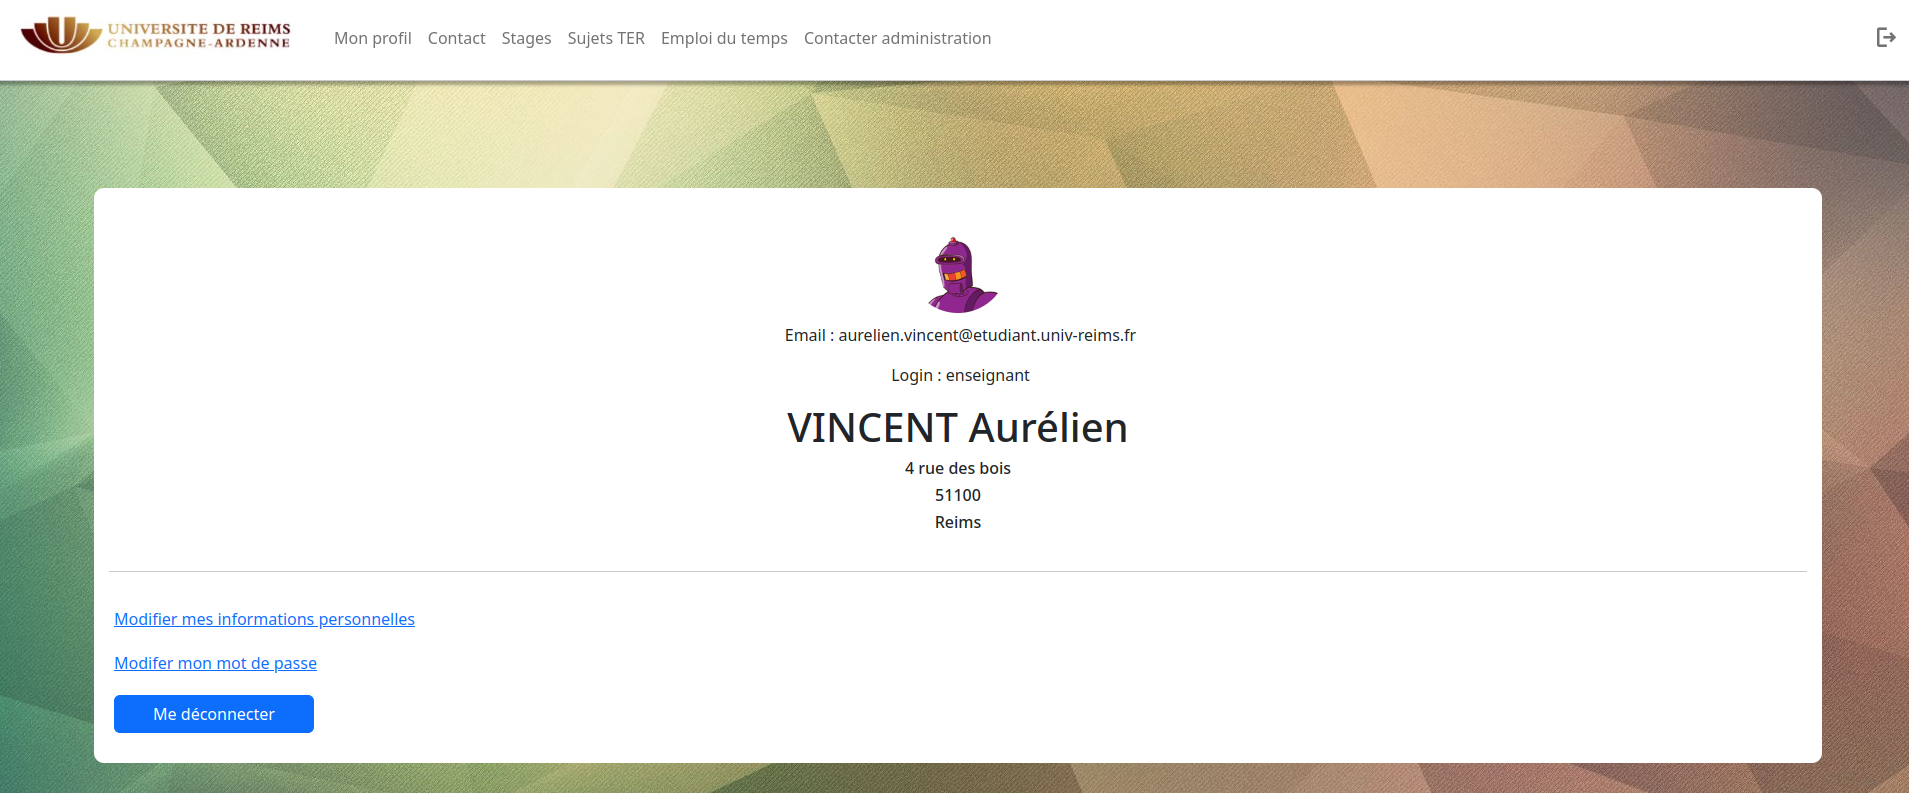 UNIVERSITE DE REIMS
CHAMPAGNE-ARDENNE
Mon profil Contact Stages Sujets TER Emploi du temps Contacter administration
Email : aurelien.vincent@etudiant.univ-reims.fr
Login : enseignant
VINCENT Aurélien
4 rue des bois
51100
Reims
Modifier mes informations personnelles
Modifer mon mot de passe
Me déconnecter